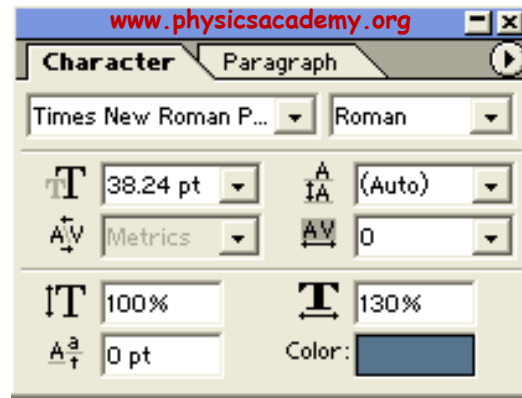 www.physicsacademy.org
Character Paragraph
Times New Roman P... Roman
38.24 pt (Auto)
Metrics 0
100% 130%
0 pt Color: